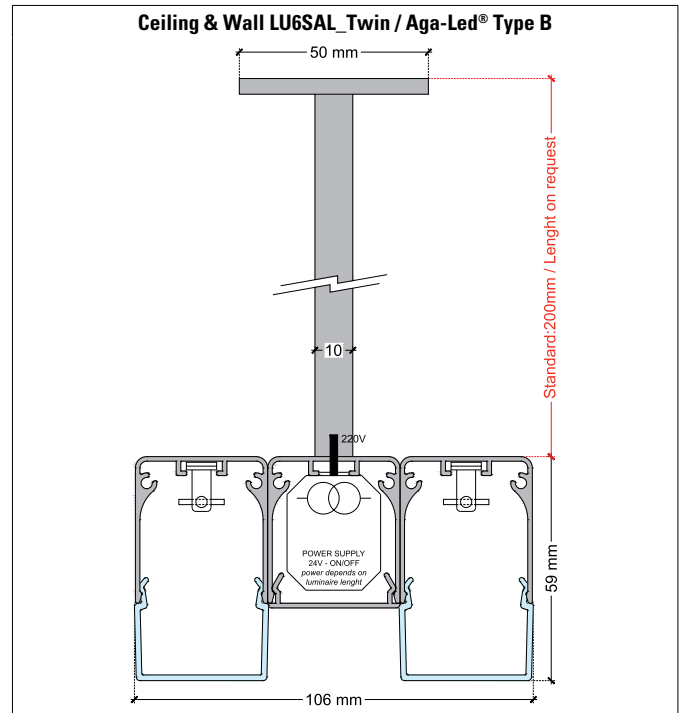 Ceiling & Wall LU6SAL_Twin / Aga-Led® Type B
50 mm
Standard:200mm / Lenght on request
10
220V
POWER SUPPLY
24V - ON/OFF
power depends on
luminaire lenght
59 mm
106 mm